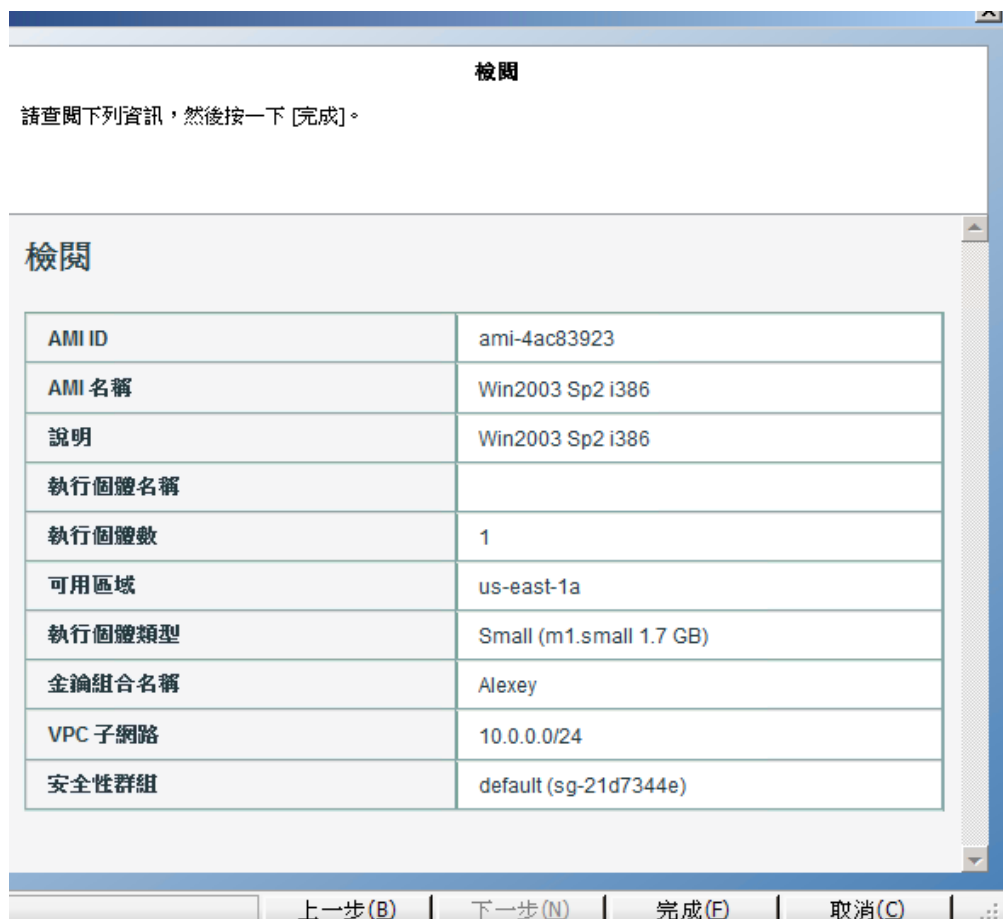 檢閱
請查閱下列資訊，然後按一下 [完成]。
檢閱
AMI ID ami-4ac83923
AMI 名稱 Win2003 Sp2 i386
說明 Win2003 Sp2 i386
執行個體名稱
執行個體數 1
可用區域 us-east-1a
執行個體類型 Small (m1.small 1.7 GB)
金鑰組合名稱 Alexey
VPC 子網路 10.0.0.0/24
安全性群組 default (sg-21d7344e)
上一步(B) 下一步(N) 完成(F) 取消(C)